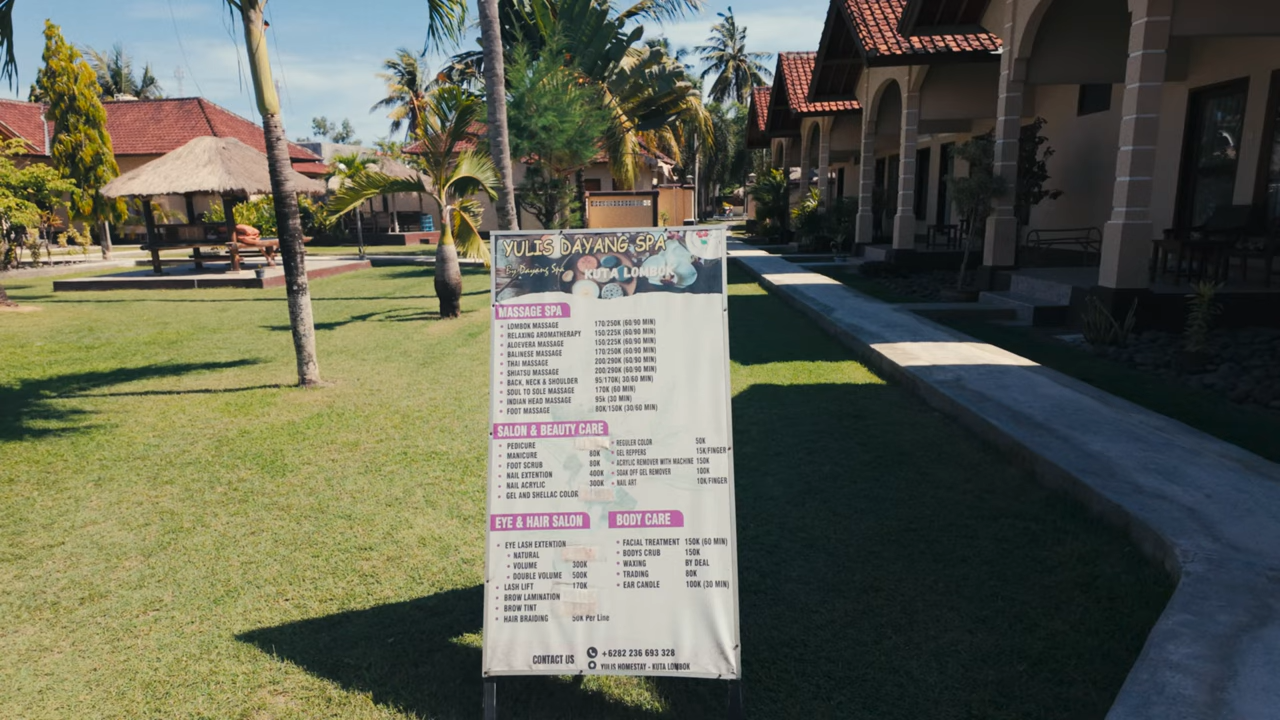 YULIS DAYANG SPA
By Dayang Spa
KUTA LOMBOK
MASSAGE SPA
LOMBOK MASSAGE 170/250K (60/90 MIN)
RELAXING AROMATHERAPY 150/225K (60/90 MIN)
ALOEVERA MASSAGE 150/225K (60/90 MIN)
BALINESE MASSAGE 170/250K (60/90 MIN)
THAI MASSAGE 200/290K (60/90 MIN)
SHIATSU MASSAGE 200/290K (60/90 MIN)
BACK, NECK & SHOULDER 95/170K( 30/60 MIN)
SOUL TO SOLE MASSAGE 170K (60 MIN)
INDIAN HEAD MASSAGE 95k (30 MIN)
FOOT MASSAGE 80K/150K (30/60 MIN)
SALON & BEAUTY CARE
PEDICURE
MANICURE 80K
FOOT SCRUB 80K
NAIL EXTENTION 400K
NAIL ACRYLIC 300K
GEL AND SHELLAC COLOR
REGULER COLOR 50K
GEL REPPERS 15K/FINGER
ACRYLIC REMOVER WITH MACHINE 150K
SOAK OFF GEL REMOVER 100K
NAIL ART 10K/FINGER
EYE & HAIR SALON
EYE LASH EXTENTION
NATURAL
VOLUME 300K
DOUBLE VOLUME 500K
LASH LIFT 170K
BROW LAMINATION
BROW TINT
HAIR BRAIDING 50K Per Line
BODY CARE
FACIAL TREATMENT 150K (60 MIN)
BODYS CRUB 150K
WAXING BY DEAL
TRADING 80K
EAR CANDLE 100K (30 MIN)
CONTACT US +6282 236 693 328
YULIS HOMESTAY - KUTA LOMBOK